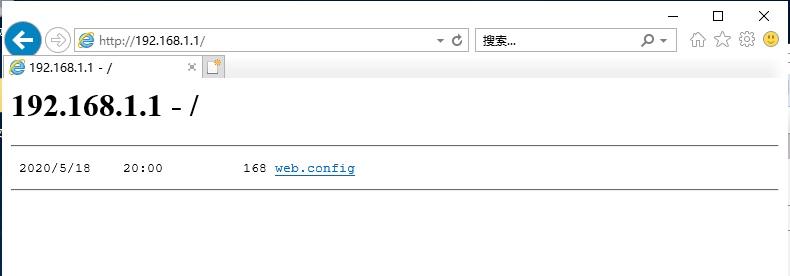 http://192.168.1.1/
搜索...
192.168.1.1 - /
192.168.1.1 - /
2020/5/18 20:00 168 web.config